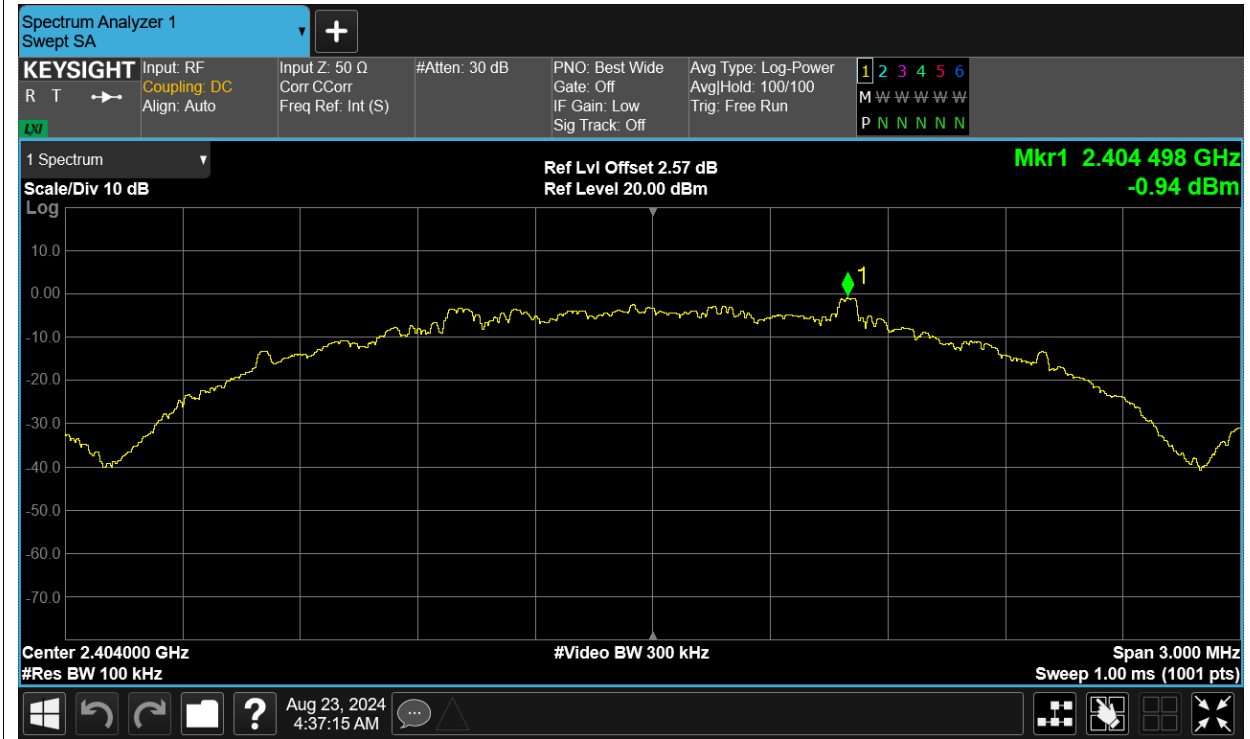 Spectrum Analyzer 1
Swept SA
KEYSIGHT
R T
LXI
Input: RF
Coupling: DC
Align: Auto
Input Z: 50 Ω
Corr CCorr
Freq Ref: Int (S)
#Atten: 30 dB
PNO: Best Wide
Gate: Off
IF Gain: Low
Sig Track: Off
Avg Type: Log-Power
Avg|Hold: 100/100
Trig: Free Run
1 2 3 4 5 6
M W W W W W
P N N N N N
1 Spectrum
Scale/Div 10 dB
Log
Ref Lvl Offset 2.57 dB
Ref Level 20.00 dBm
Mkr1 2.404 498 GHz
-0.94 dBm
1
10.0
0.00
-10.0
-20.0
-30.0
-40.0
-50.0
-60.0
-70.0
Center 2.404000 GHz
#Res BW 100 kHz
#Video BW 300 kHz
Span 3.000 MHz
Sweep 1.00 ms (1001 pts)
?
Aug 23, 2024
4:37:15 AM